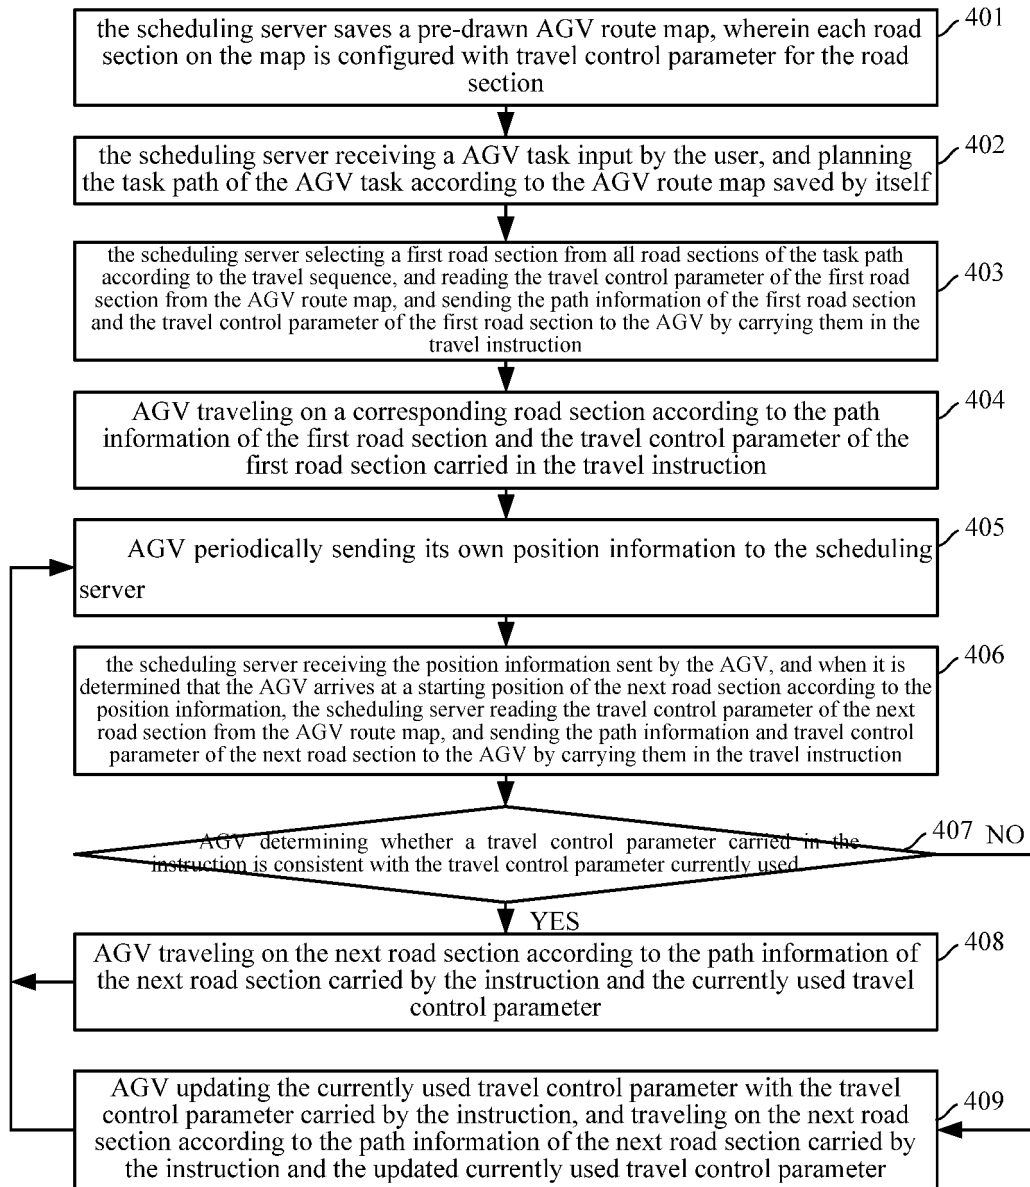 the scheduling server saves a pre-drawn AGV route map, wherein each road
section on the map is configured with travel control parameter for the road
section
401
the scheduling server receiving a AGV task input by the user, and planning
the task path of the AGV task according to the AGV route map saved by itself
402
the scheduling server selecting a first road section from all road sections of the task path
according to the travel sequence, and reading the travel control parameter of the first road
section from the AGV route map, and sending the path information of the first road section
and the travel control parameter of the first road section to the AGV by carrying them in the
travel instruction
403
AGV traveling on a corresponding road section according to the path
information of the first road section and the travel control parameter of the
first road section carried in the travel instruction
404
AGV periodically sending its own position information to the scheduling
server
405
the scheduling server receiving the position information sent by the AGV, and when it is
determined that the AGV arrives at a starting position of the next road section according to the
position information, the scheduling server reading the travel control parameter of the next
road section from the AGV route map, and sending the path information and travel control
parameter of the next road section to the AGV by carrying them in the travel instruction
406
AGV determining whether a travel control parameter carried in the
instruction is consistent with the travel control parameter currently used
407
NO
YES
AGV traveling on the next road section according to the path information of
the next road section carried by the instruction and the currently used travel
control parameter
408
AGV updating the currently used travel control parameter with the travel
control parameter carried by the instruction, and traveling on the next road
section according to the path information of the next road section carried by
the instruction and the updated currently used travel control parameter
409